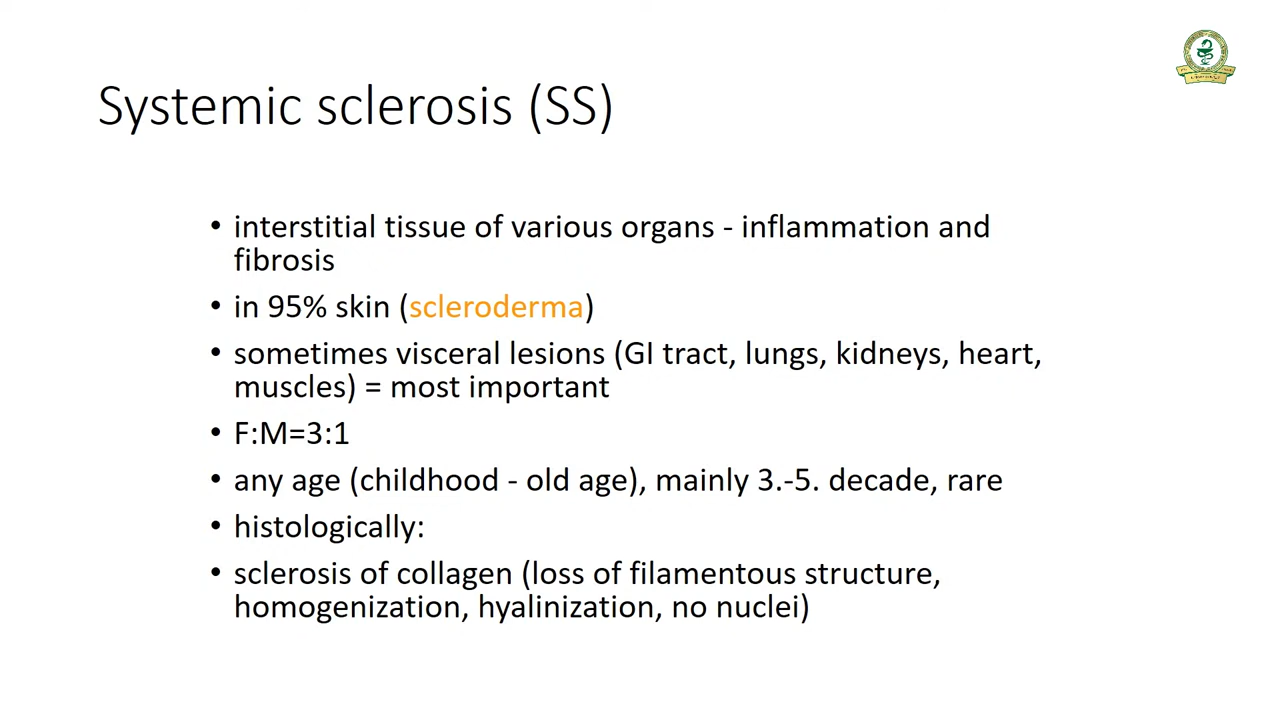 Systemic sclerosis (SS)
• interstitial tissue of various organs - inflammation and
fibrosis
• in 95% skin (scleroderma)
• sometimes visceral lesions (GI tract, lungs, kidneys, heart,
muscles) = most important
• F:M=3:1
• any age (childhood - old age), mainly 3.-5. decade, rare
• histologically:
• sclerosis of collagen (loss of filamentous structure,
homogenization, hyalinization, no nuclei)